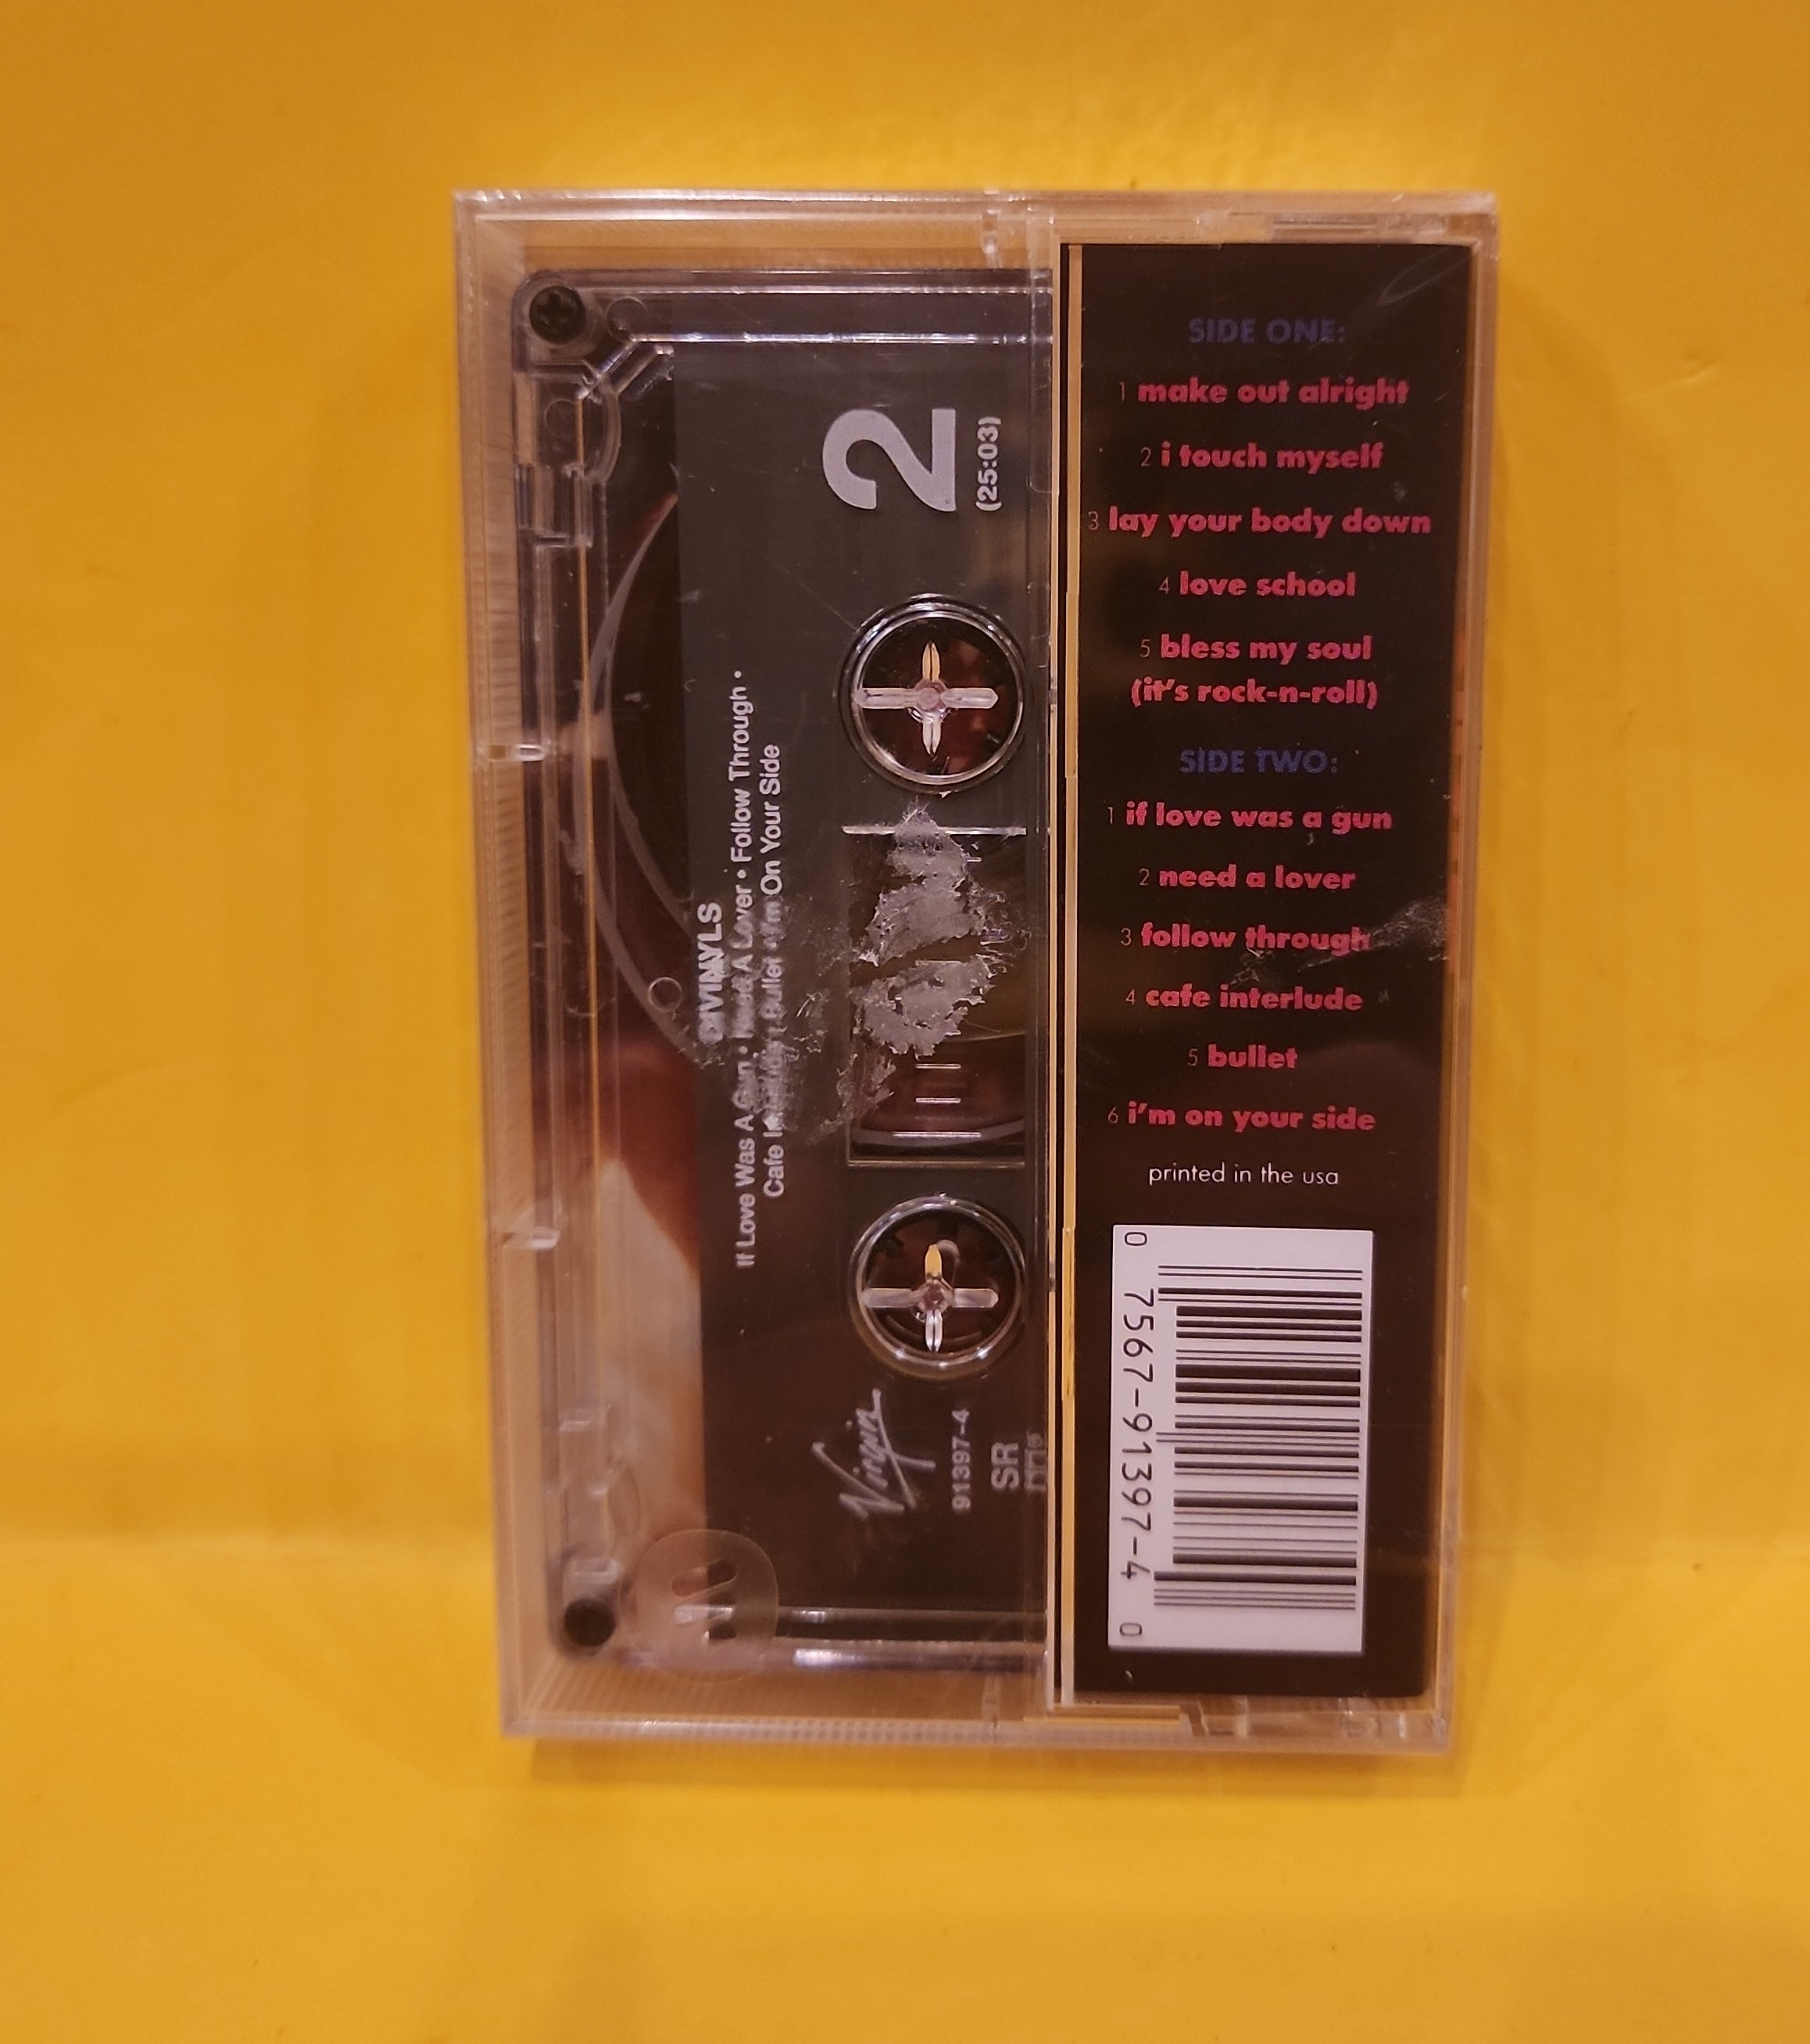 2
(25:03)
DIVINYLS
If Love Was A Gun • Need A Lover • Follow Through •
Cafe Interlude • Bullet • I'm On Your Side
Virgin
91397-4
SR
SIDE ONE:
1 make out alright
2 i touch myself
3 lay your body down
4 love school
5 bless my soul
(it's rock-n-roll)
SIDE TWO:
1 if love was a gun
2 need a lover
3 follow through
4 cafe interlude
5 bullet
6 i'm on your side
printed in the usa
0 7567-91397-4 0